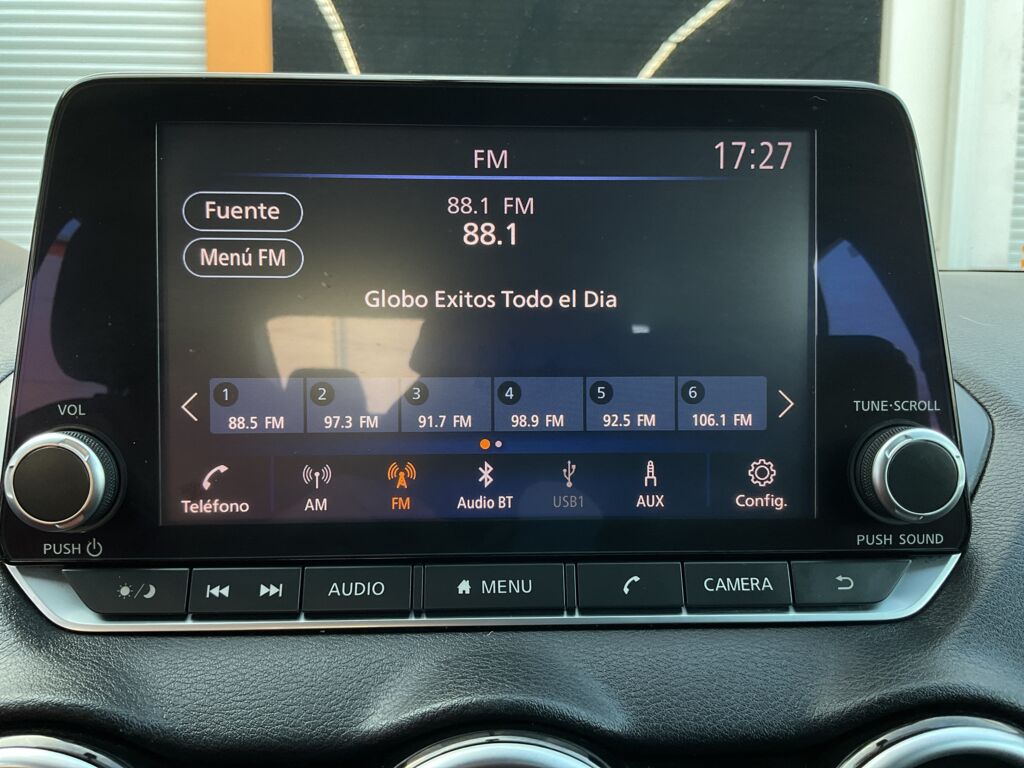 FM
17:27
Fuente
88.1 FM
88.1
Menú FM
Globo Exitos Todo el Dia
1 2 3 4 5 6
88.5 FM 97.3 FM 91.7 FM 98.9 FM 92.5 FM 106.1 FM
VOL
TUNE·SCROLL
Teléfono AM FM Audio BT USB1 AUX Config.
PUSH
PUSH SOUND
AUDIO MENU CAMERA